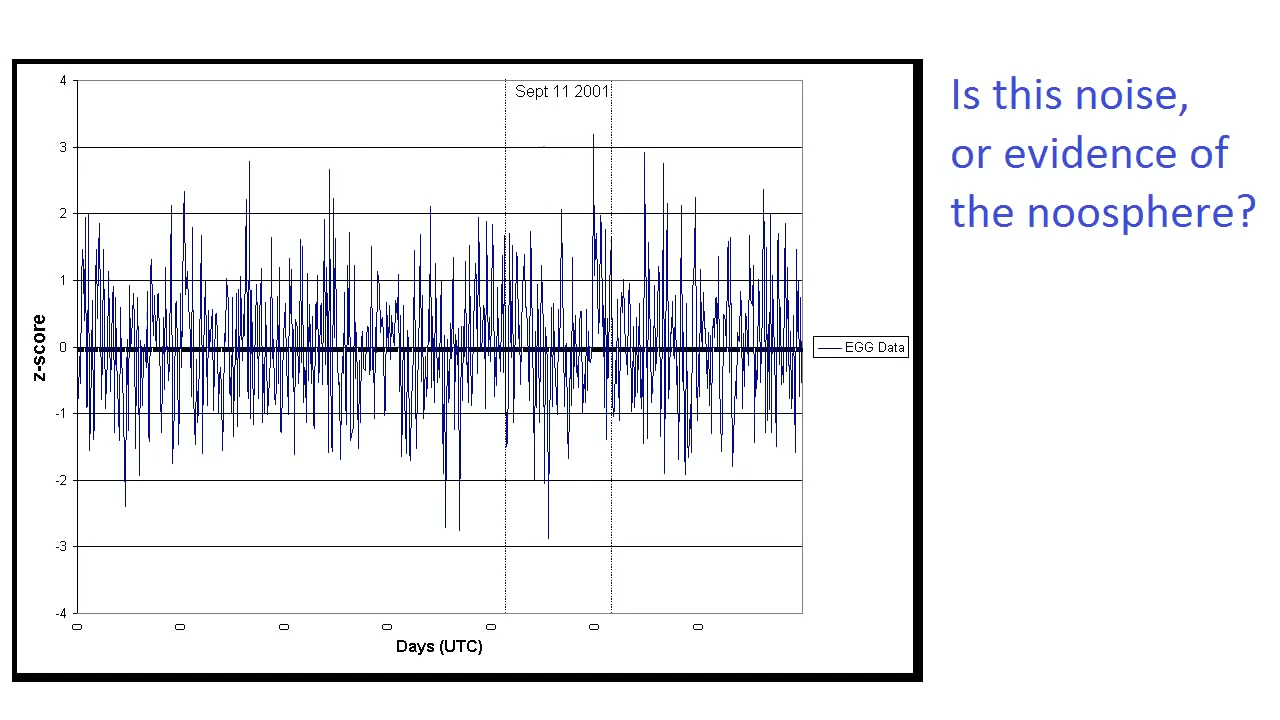 4
Sept 11 2001
3
2
1
0
-1
-2
-3
-4
z-score
EGG Data
0 0 0 0 0 0 0
Days (UTC)
Is this noise,
or evidence of
the noosphere?